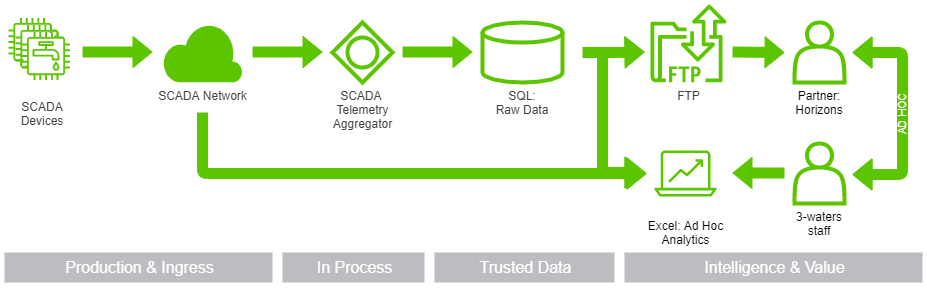 SCADA
Devices
SCADA Network
SCADA
Telemetry
Aggregator
SQL:
Raw Data
FTP
FTP
Partner:
Horizons
AD HOC
Excel: Ad Hoc
Analytics
3-waters
staff
Production & Ingress
In Process
Trusted Data
Intelligence & Value